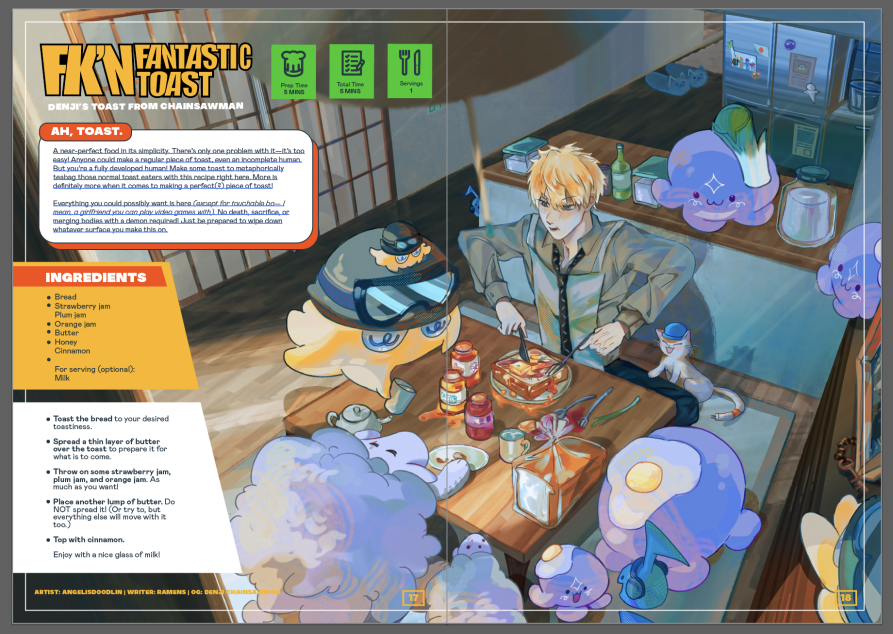 FK'N FANTASTIC
TOAST
DENJI'S TOAST FROM CHAINSAWMAN
Prep Time
5 MINS
Total Time
5 MINS
Servings
1
AH, TOAST.
A near-perfect food in its simplicity. There's only one problem with it—it's too
easy! Anyone could make a regular piece of toast, even an incomplete human.
But you're a fully developed human! Make some toast to metaphorically
teabag those normal toast eaters with this recipe right here. More is
definitely more when it comes to making a perfect(?) piece of toast!
Everything you could possibly want is here (except for touchable bo— I
mean, a girlfriend you can play video games with). No death, sacrifice, or
merging bodies with a demon required! Just be prepared to wipe down
whatever surface you make this on.
INGREDIENTS
• Bread
• Strawberry jam
Plum jam
• Orange jam
• Butter
• Honey
Cinnamon
•
For serving (optional):
Milk
• Toast the bread to your desired
toastiness.
• Spread a thin layer of butter
over the toast to prepare it for
what is to come.
• Throw on some strawberry jam,
plum jam, and orange jam. As
much as you want!
• Place another lump of butter. Do
NOT spread it! (Or try to, but
everything else will move with it
too.)
• Top with cinnamon.
Enjoy with a nice glass of milk!
ARTIST: ANGELISDOODLIN | WRITER: RAMENS | OG: DENJI
17
18